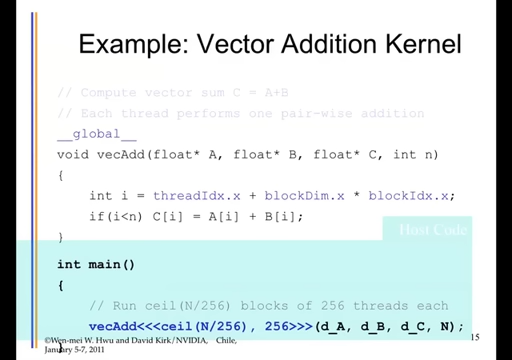 Example: Vector Addition Kernel
// Compute vector sum C = A+B
// Each thread performs one pair-wise addition
__global__
void vecAdd(float* A, float* B, float* C, int n)
{
int i = threadIdx.x + blockDim.x * blockIdx.x;
if(i<n) C[i] = A[i] + B[i];
}
Host Code
int main()
{
// Run ceil(N/256) blocks of 256 threads each
vecAdd<<<ceil(N/256), 256>>>(d_A, d_B, d_C, N);
}
©Wen-mei W. Hwu and David Kirk/NVIDIA, Chile,
January 5-7, 2011
15